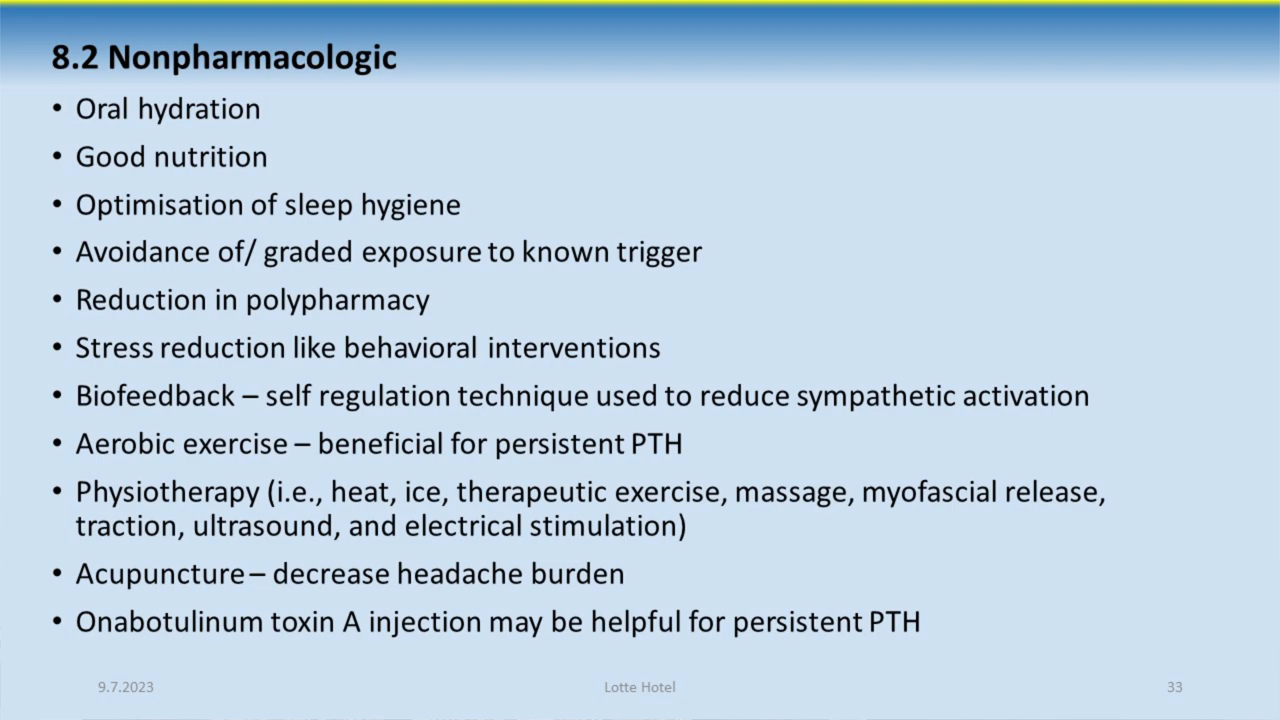 8.2 Nonpharmacologic
• Oral hydration
• Good nutrition
• Optimisation of sleep hygiene
• Avoidance of/ graded exposure to known trigger
• Reduction in polypharmacy
• Stress reduction like behavioral interventions
• Biofeedback – self regulation technique used to reduce sympathetic activation
• Aerobic exercise – beneficial for persistent PTH
• Physiotherapy (i.e., heat, ice, therapeutic exercise, massage, myofascial release,
traction, ultrasound, and electrical stimulation)
• Acupuncture – decrease headache burden
• Onabotulinum toxin A injection may be helpful for persistent PTH
9.7.2023 Lotte Hotel 33